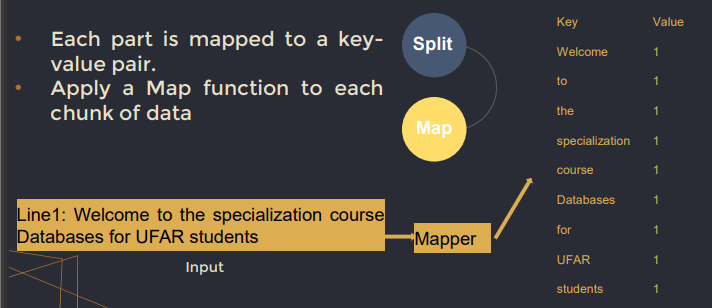 • Each part is mapped to a key-
value pair.
• Apply a Map function to each
chunk of data
Split
Map
Line1: Welcome to the specialization course
Databases for UFAR students
Input
Mapper
Key Value
Welcome 1
to 1
the 1
specialization 1
course 1
Databases 1
for 1
UFAR 1
students 1